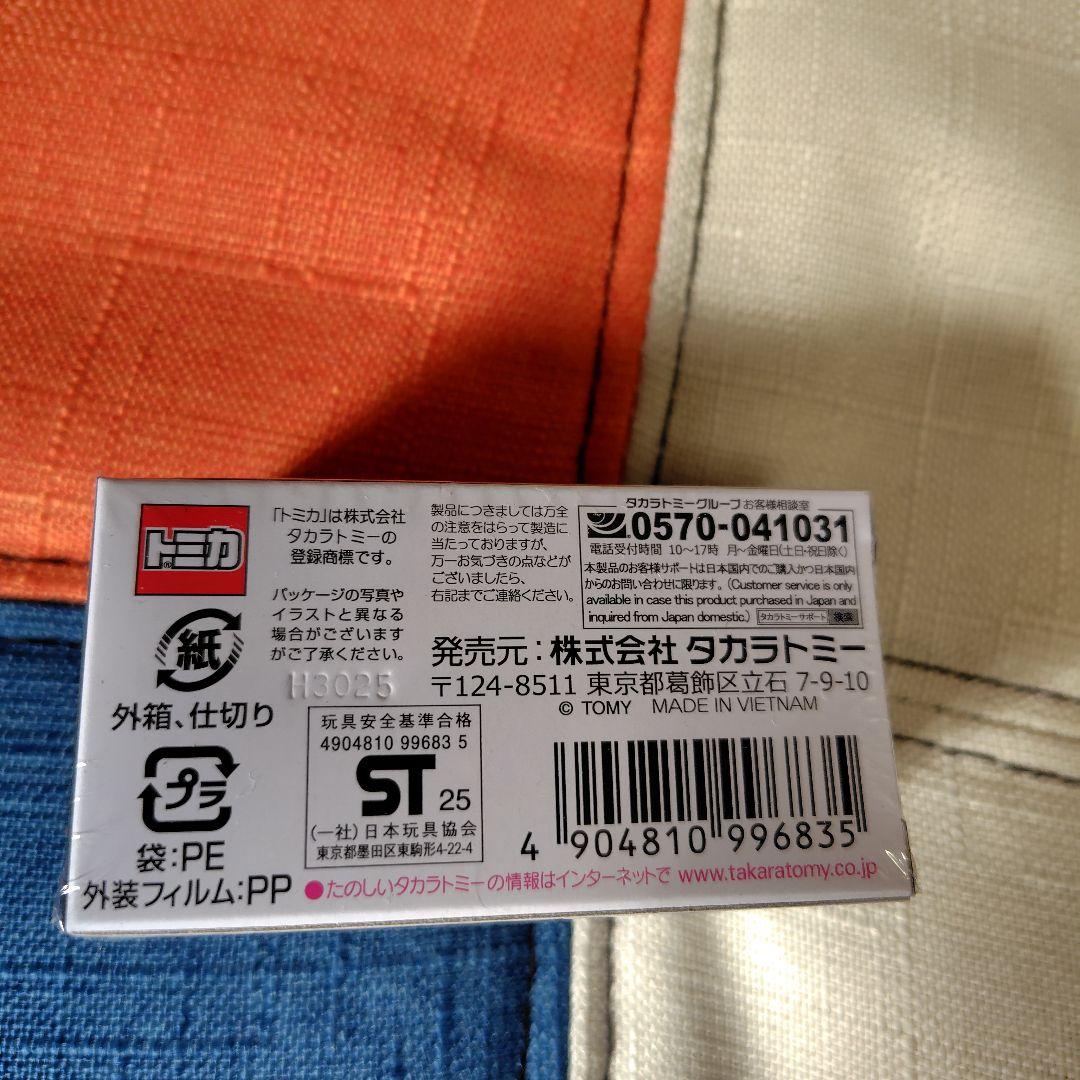 トミカ®
紙
外箱、仕切り
プラ
袋:PE
外装フィルム:PP
「トミカ」は株式会社
タカラトミーの
登録商標です。
パッケージの写真や
イラストと異なる
場合がございます
がご了承ください。
H3025
製品につきましては万全
の注意をはらって製造に
当たっておりますが、
万一お気づきの点などが
ございましたら、
右記までご連絡ください。
タカラトミーグループ お客様相談室
0570-041031
電話受付時間 10〜17時 月〜金曜日(土日・祝日除く)
本製品のお客様サポートは日本国内でのご購入かつ日本国内
からのお問い合わせに限ります。(Customer service is only
available in case this product purchased in Japan and
inquired from Japan domestic.) タカラトミーサポート 検索
発売元:株式会社 タカラトミー
〒124-8511 東京都葛飾区立石 7-9-10
© TOMY MADE IN VIETNAM
玩具安全基準合格
4904810 99683 5
ST 25
(一社)日本玩具協会
東京都墨田区東駒形4-22-4
4 904810 996835
●たのしいタカラトミーの情報はインターネットで www.takaratomy.co.jp